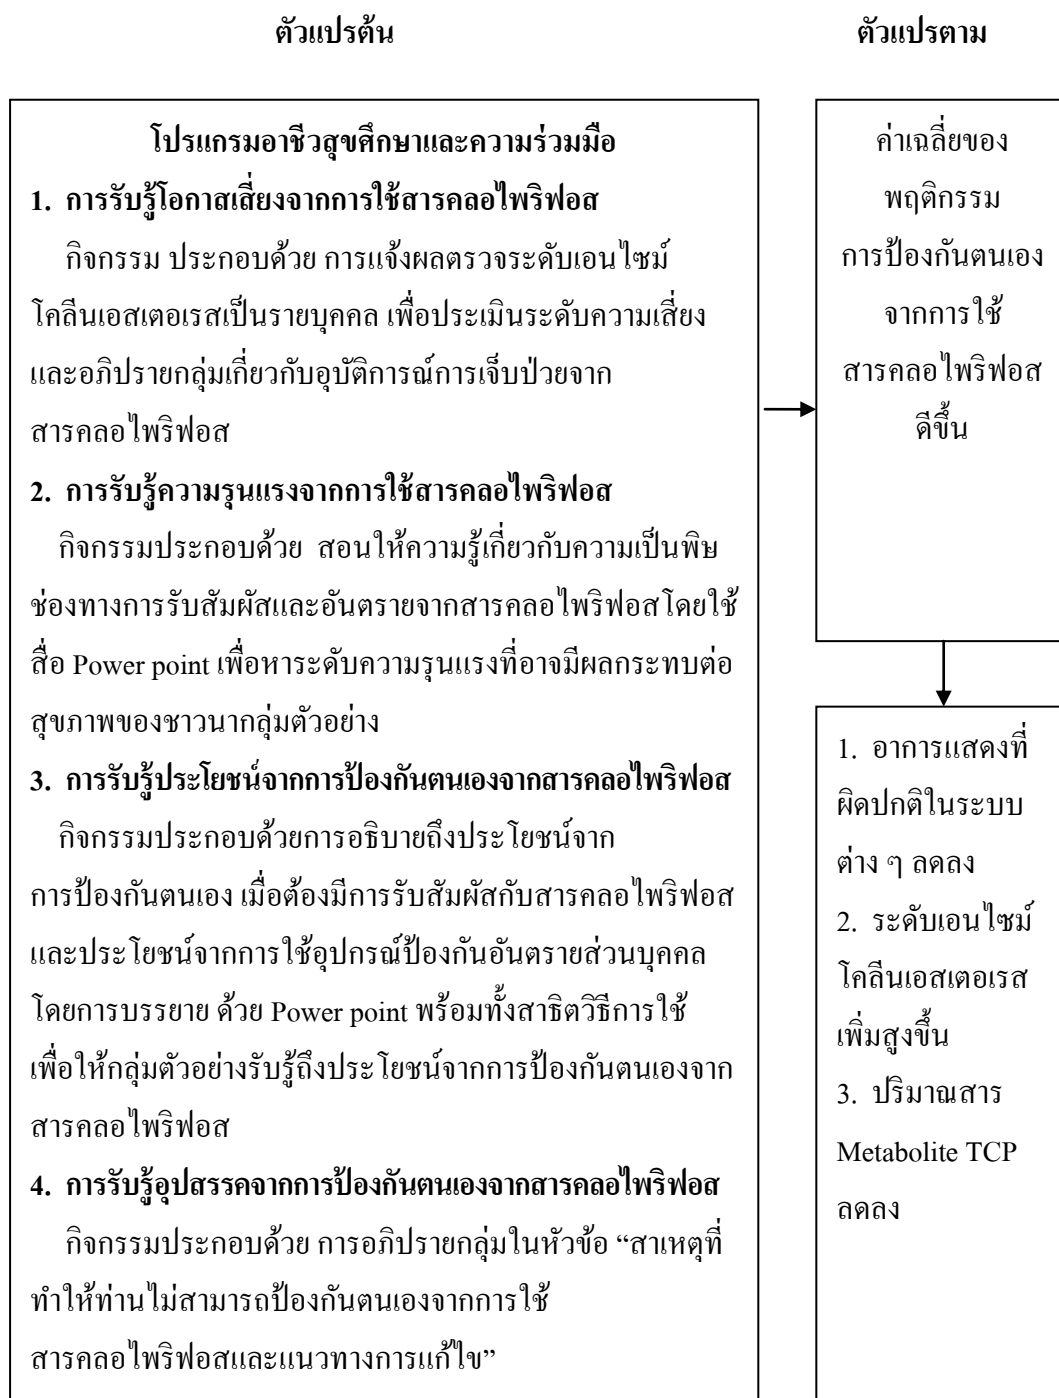 ตัวแปรต้น
ตัวแปรตาม
โปรแกรมอาชีวสุขศึกษาและความร่วมมือ
1. การรับรู้โอกาสเสี่ยงจากการใช้สารคลอไพริฟอส
กิจกรรม ประกอบด้วย การแจ้งผลตรวจระดับเอนไซม์
โคลีนเอสเตอเรสเป็นรายบุคคล เพื่อประเมินระดับความเสี่ยง
และอภิปรายกลุ่มเกี่ยวกับอุบัติการณ์การเจ็บป่วยจาก
สารคลอไพริฟอส
2. การรับรู้ความรุนแรงจากการใช้สารคลอไพริฟอส
กิจกรรมประกอบด้วย สอนให้ความรู้เกี่ยวกับความเป็นพิษ
ช่องทางการรับสัมผัสและอันตรายจากสารคลอไพริฟอสโดยใช้
สื่อ Power point เพื่อหาระดับความรุนแรงที่อาจมีผลกระทบต่อ
สุขภาพของชาวนากลุ่มตัวอย่าง
3. การรับรู้ประโยชน์จากการป้องกันตนเองจากสารคลอไพริฟอส
กิจกรรมประกอบด้วยการอธิบายถึงประโยชน์จาก
การป้องกันตนเอง เมื่อต้องมีการรับสัมผัสกับสารคลอไพริฟอส
และประโยชน์จากการใช้อุปกรณ์ป้องกันอันตรายส่วนบุคคล
โดยการบรรยาย ด้วย Power point พร้อมทั้งสาธิตวิธีการใช้
เพื่อให้กลุ่มตัวอย่างรับรู้ถึงประโยชน์จากการป้องกันตนเองจาก
สารคลอไพริฟอส
4. การรับรู้อุปสรรคจากการป้องกันตนเองจากสารคลอไพริฟอส
กิจกรรมประกอบด้วย การอภิปรายกลุ่มในหัวข้อ “สาเหตุที่
ทำให้ท่านไม่สามารถป้องกันตนเองจากการใช้
สารคลอไพริฟอสและแนวทางการแก้ไข”
ค่าเฉลี่ยของ
พฤติกรรม
การป้องกันตนเอง
จากการใช้
สารคลอไพริฟอส
ดีขึ้น
1. อาการแสดงที่
ผิดปกติในระบบ
ต่าง ๆ ลดลง
2. ระดับเอนไซม์
โคลีนเอสเตอเรส
เพิ่มสูงขึ้น
3. ปริมาณสาร
Metabolite TCP
ลดลง